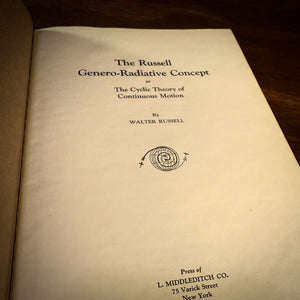 The Russell
Genero-Radiative Concept
or
The Cyclic Theory of
Continuous Motion
By
WALTER RUSSELL
Press of
L. MIDDLEDITCH CO.
75 Varick Street
New York